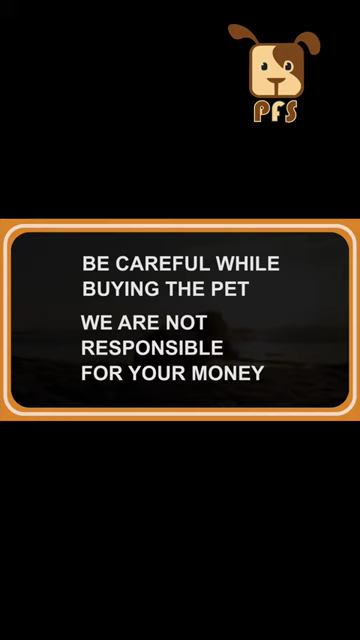 PFS
BE CAREFUL WHILE
BUYING THE PET
WE ARE NOT
RESPONSIBLE
FOR YOUR MONEY